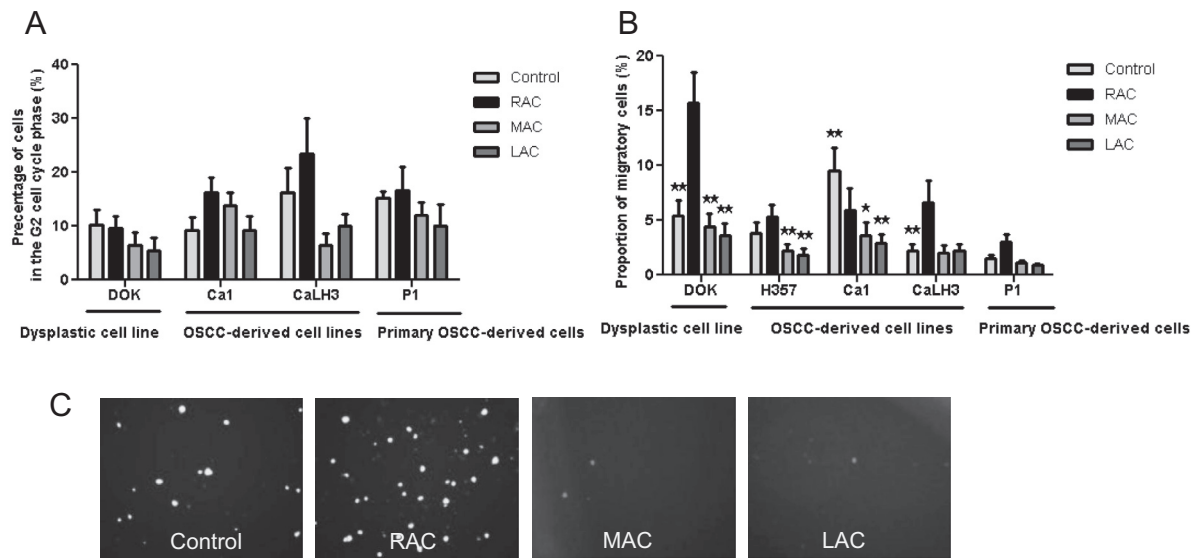 A
Precentage of cells
in the G2 cell cycle phase (%)
40
30
20
10
0
Control
RAC
MAC
LAC
DOK
Ca1
CaLH3
P1
Dysplastic cell line
OSCC-derived cell lines
Primary OSCC-derived cells
B
Proportion of migratory cells (%)
20
15
10
5
0
Control
RAC
MAC
LAC
★★
★★
★★
★★
★★
★★
★
★★
★★
DOK
H357
Ca1
CaLH3
P1
Dysplastic cell line
OSCC-derived cell lines
Primary OSCC-derived cells
C
Control
RAC
MAC
LAC